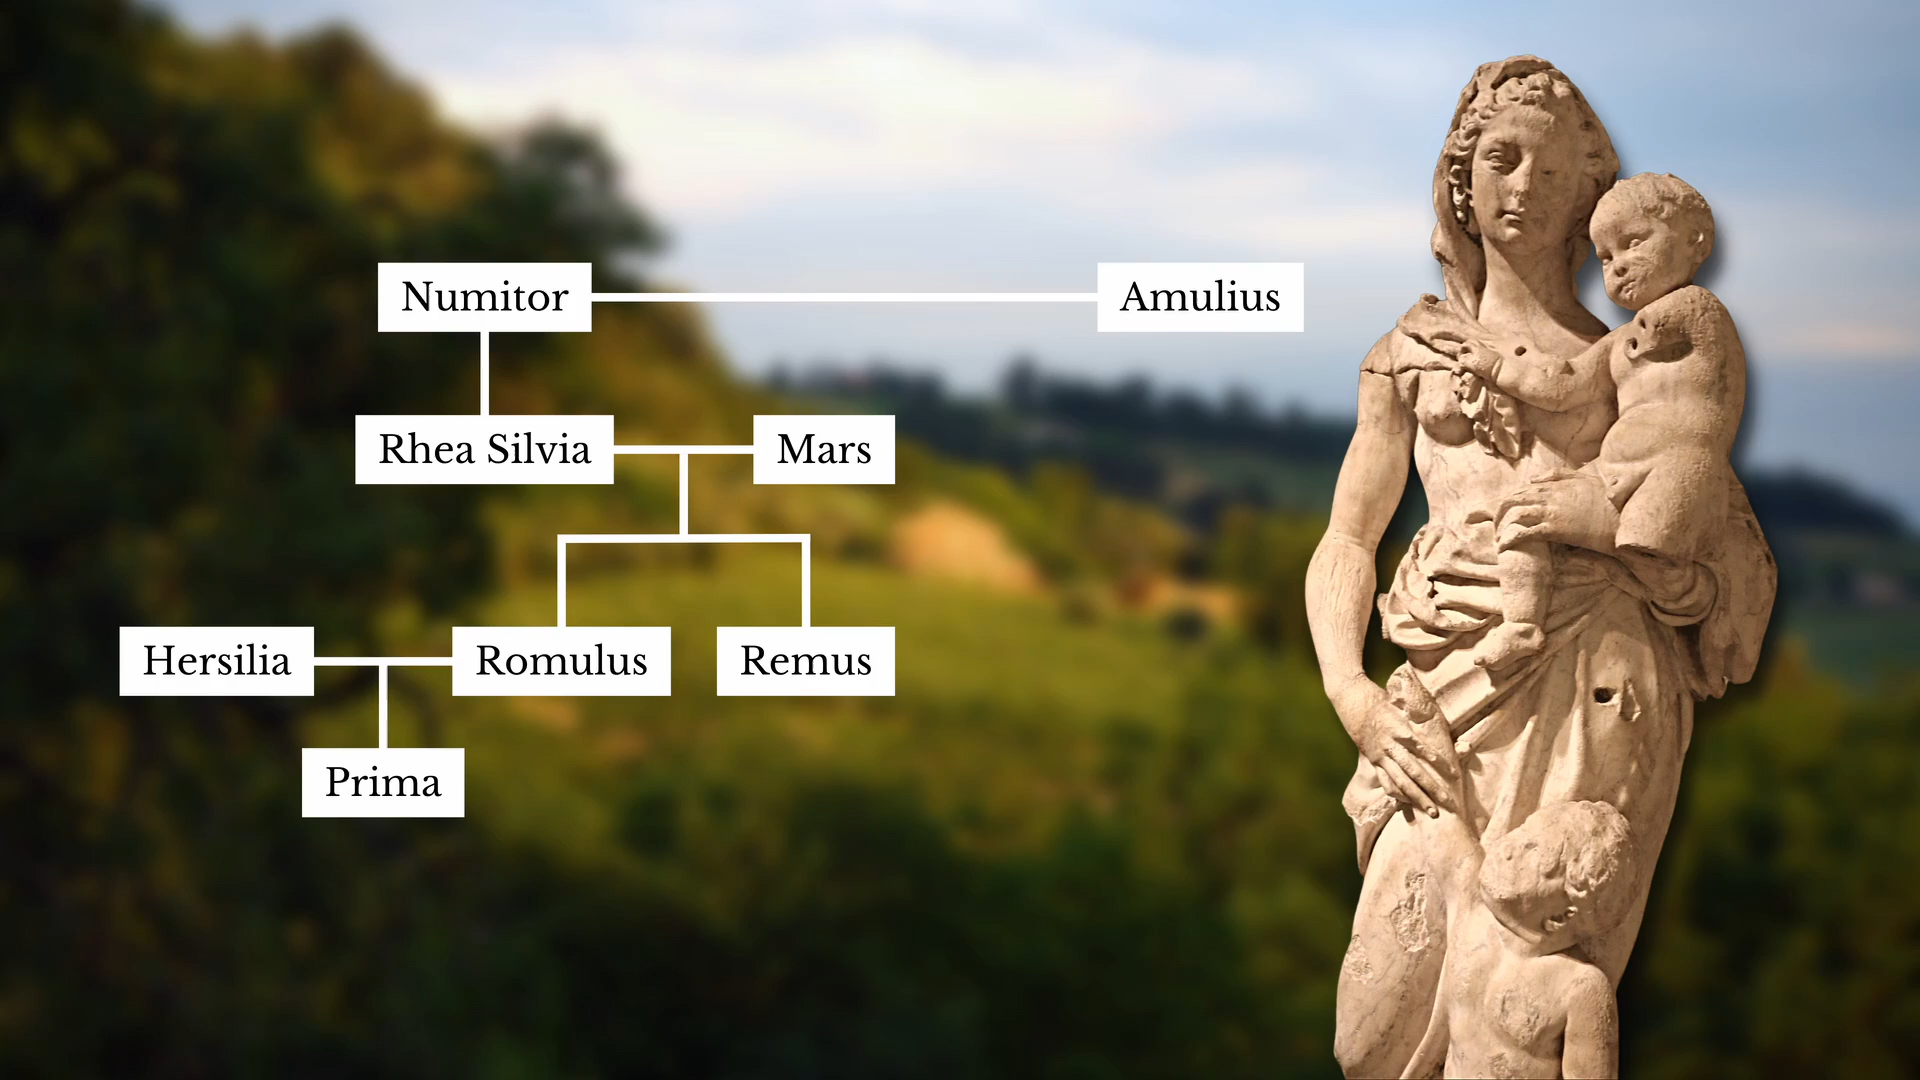 Numitor
Amulius
Rhea Silvia
Mars
Hersilia
Romulus
Remus
Prima